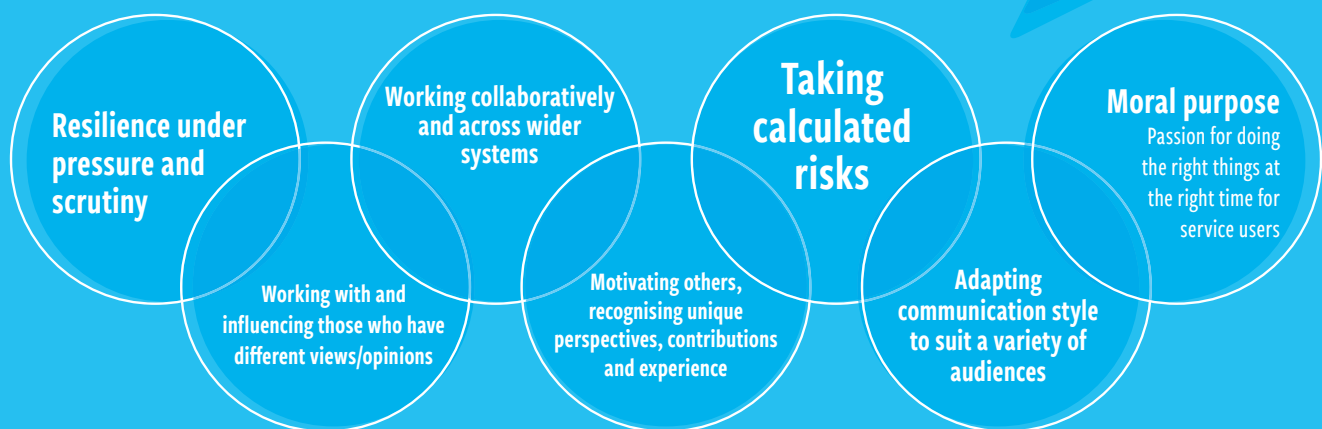 Resilience under
pressure and
scrutiny
Working with and
influencing those who have
different views/opinions
Working collaboratively
and across wider
systems
Motivating others,
recognising unique
perspectives, contributions
and experience
Taking
calculated
risks
Adapting
communication style
to suit a variety of
audiences
Moral purpose
Passion for doing
the right things at
the right time for
service users